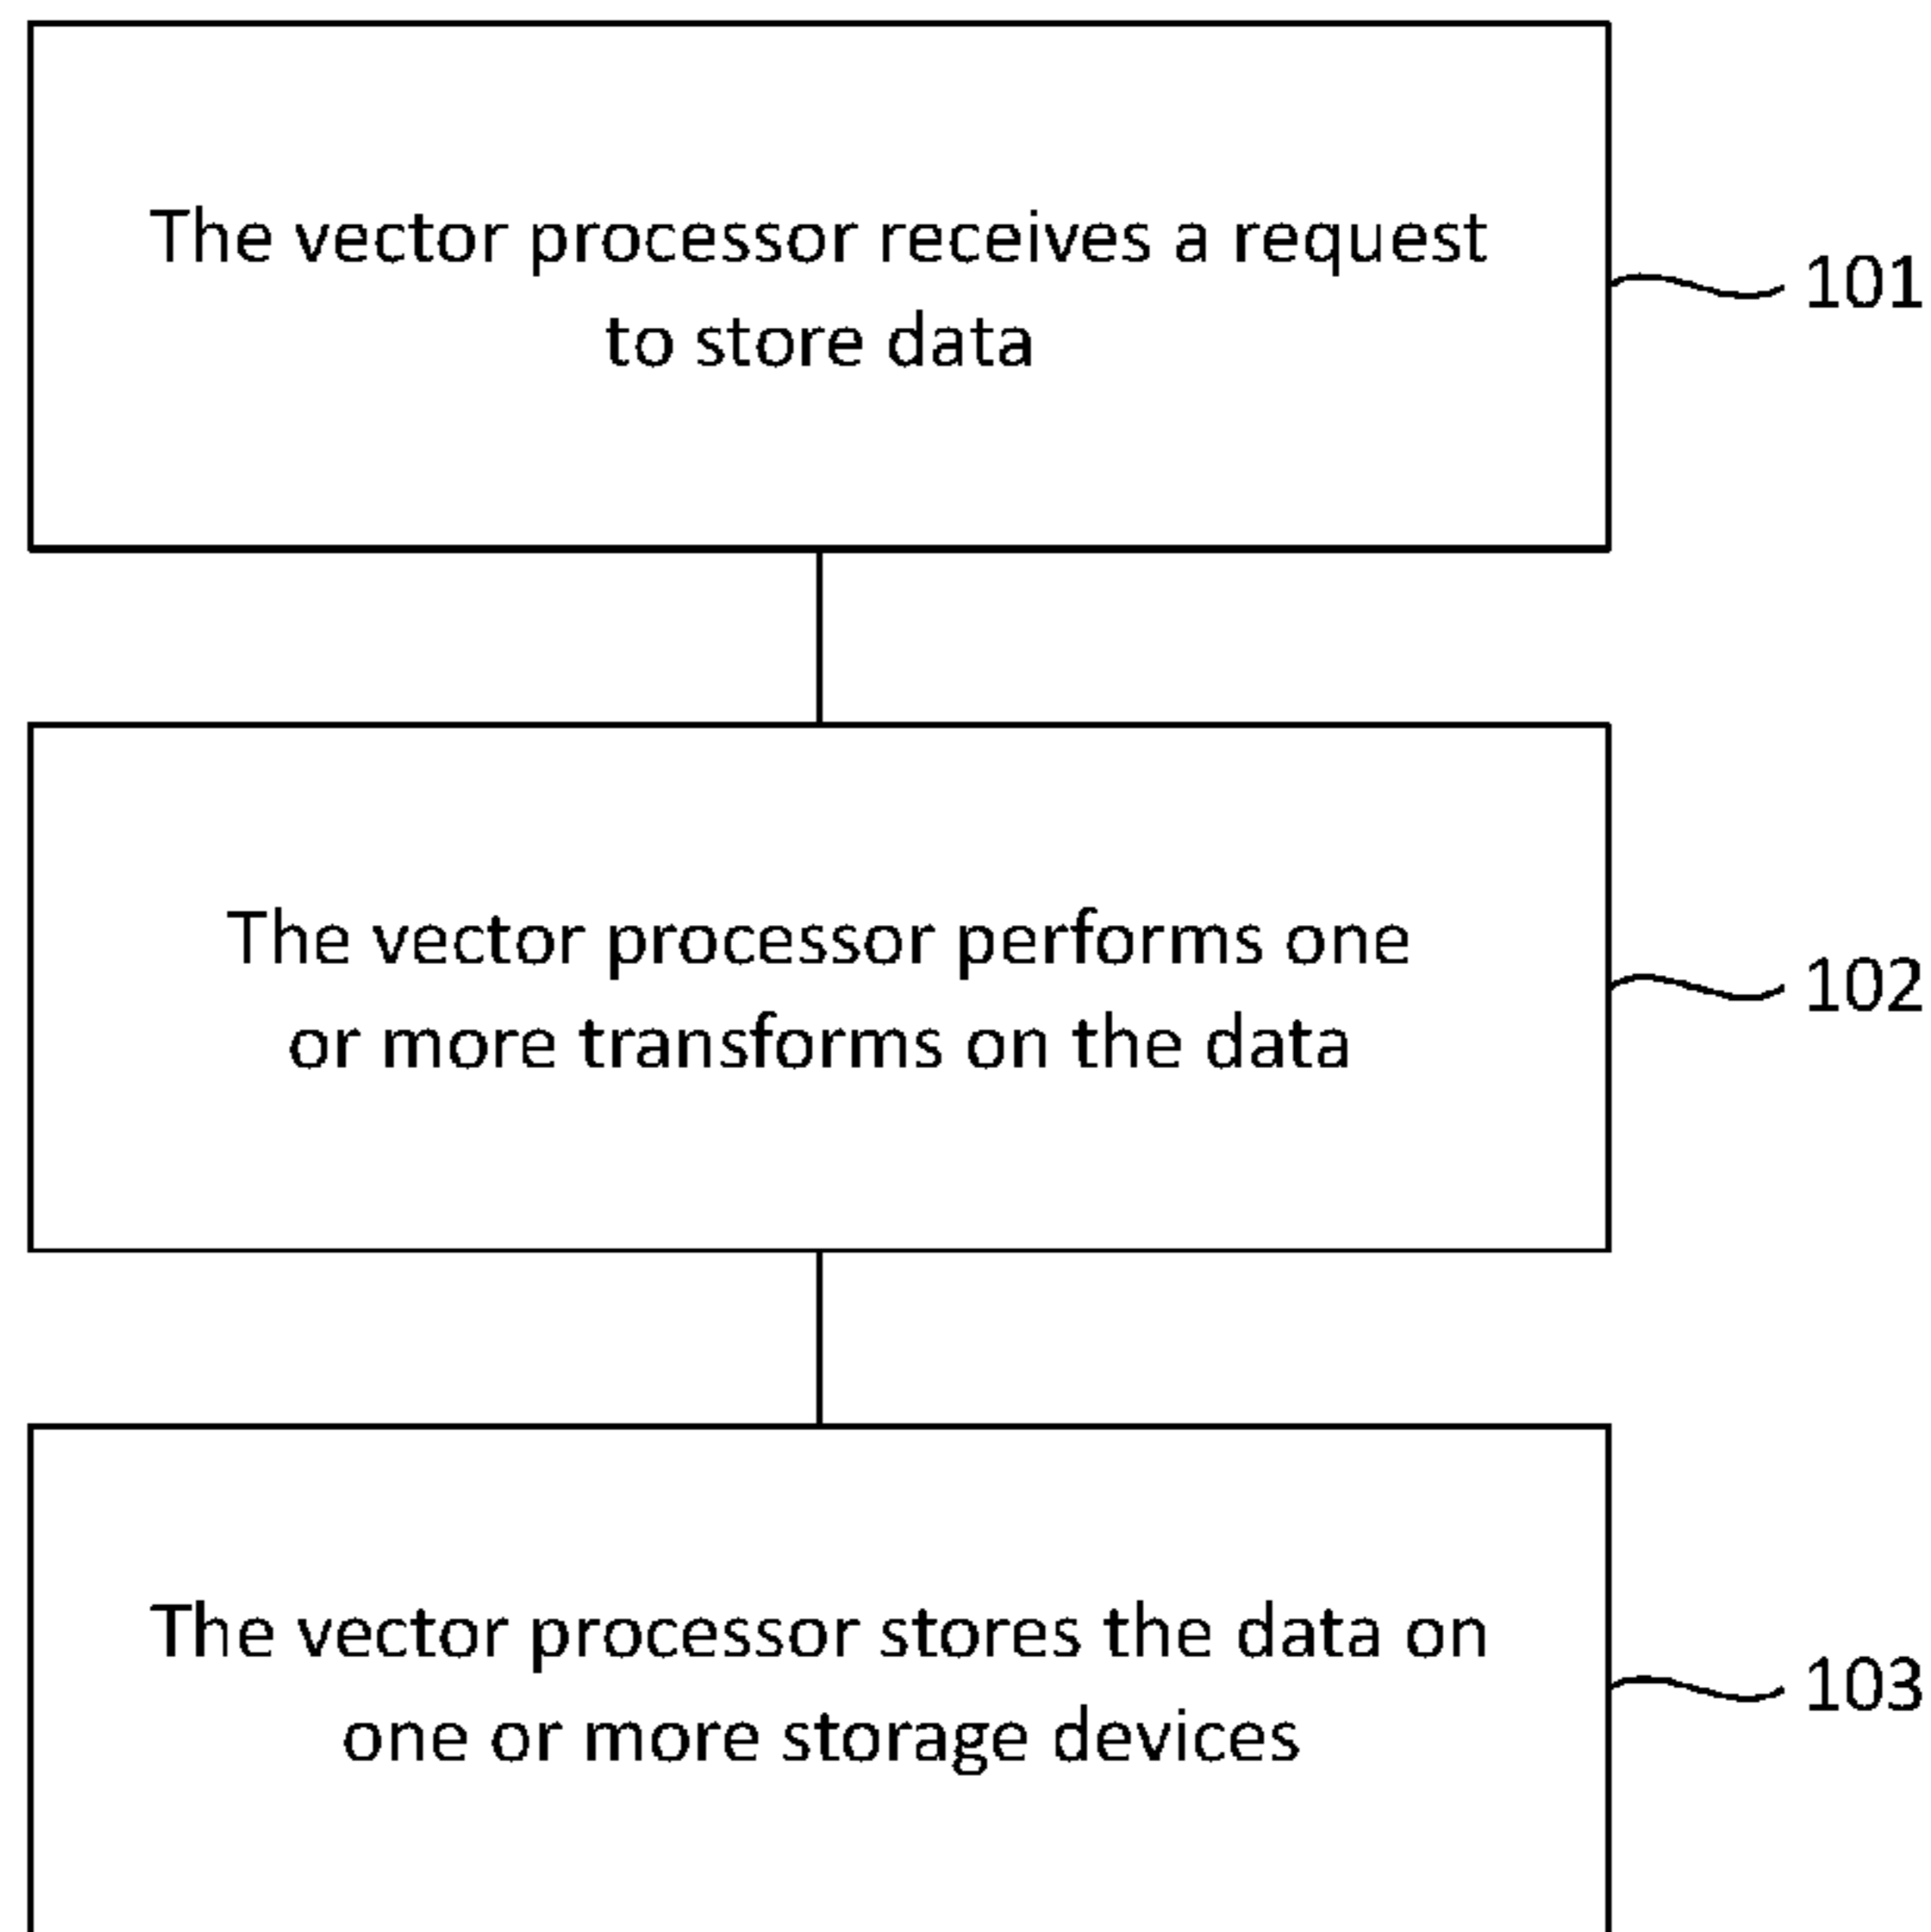 The vector processor receives a request
to store data
101
The vector processor performs one
or more transforms on the data
102
The vector processor stores the data on
one or more storage devices
103